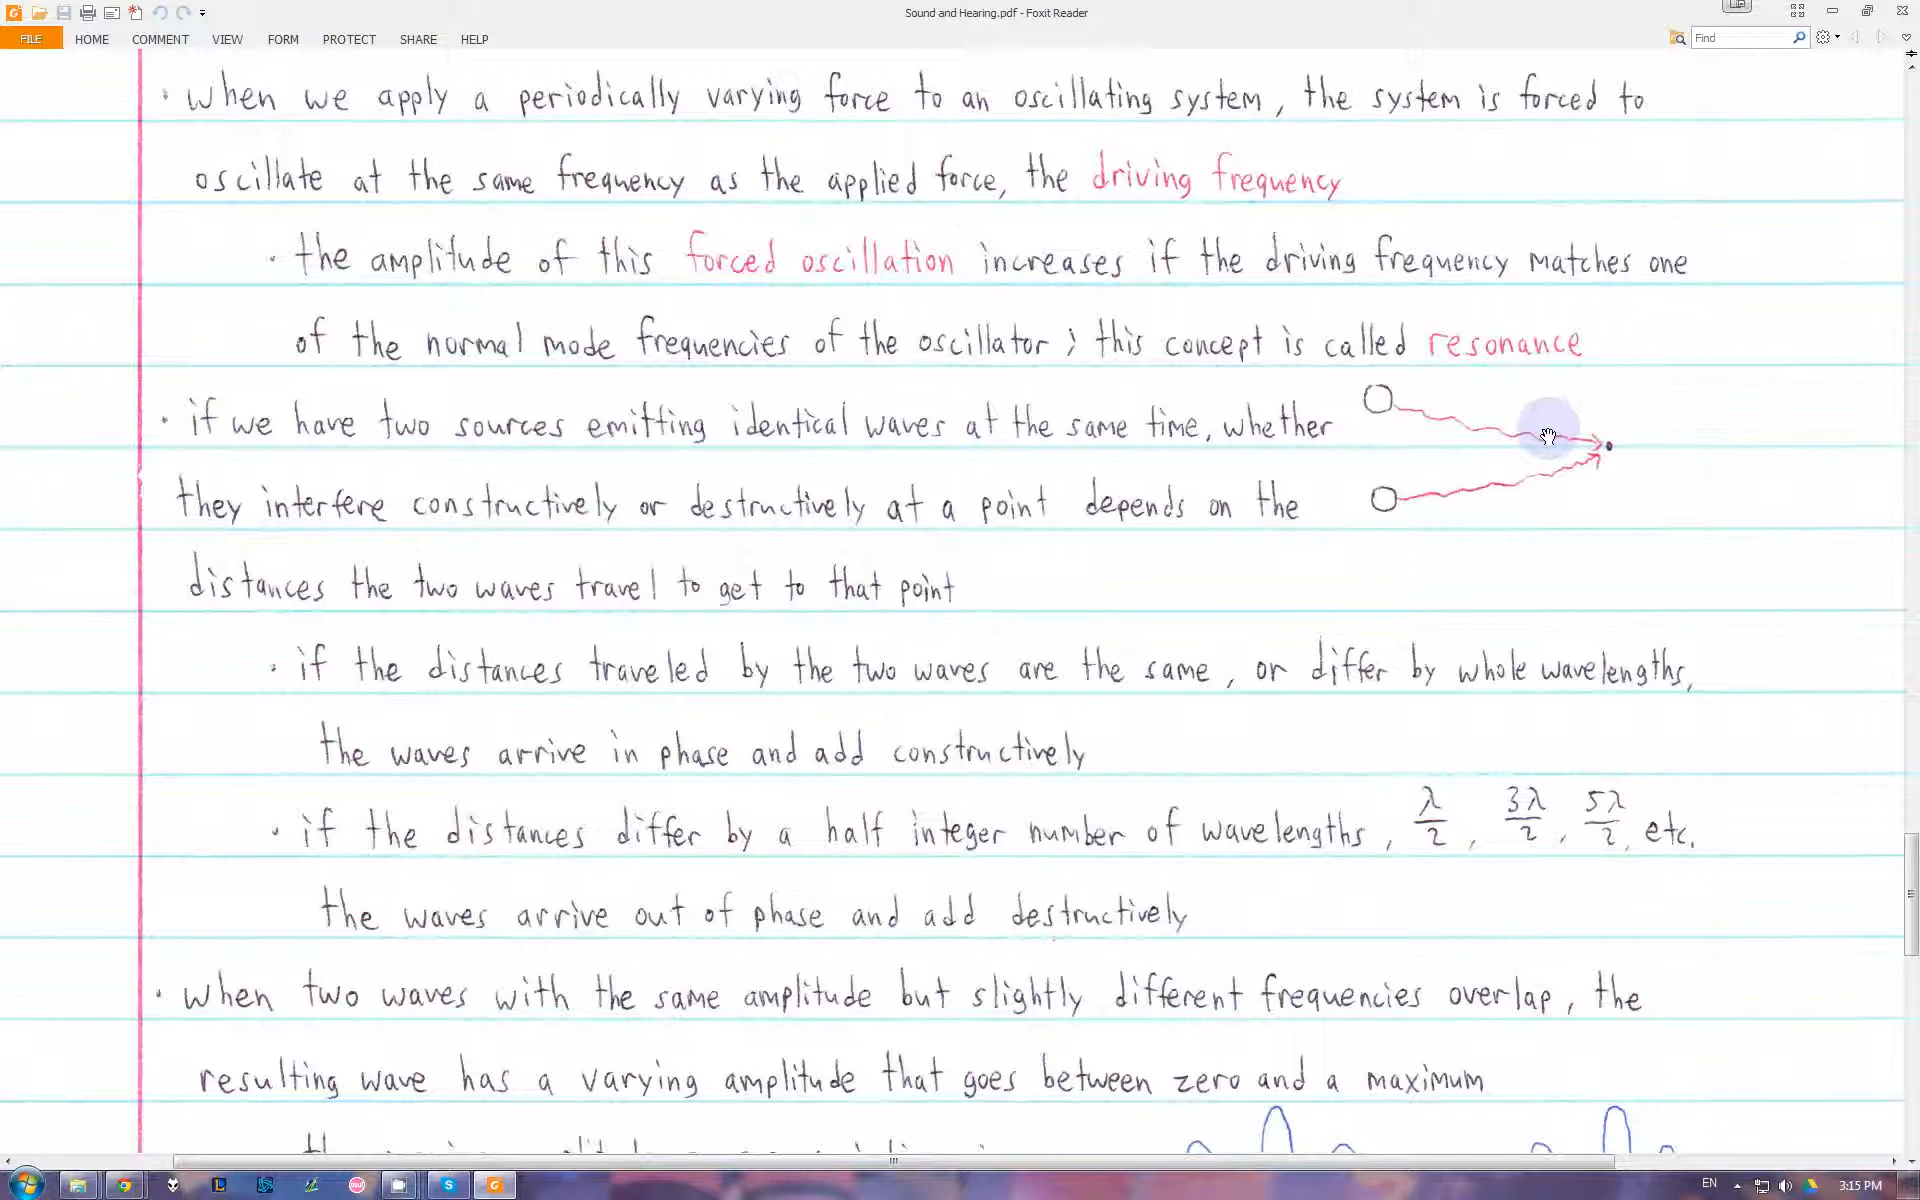 Sound and Hearing.pdf - Foxit Reader
FILE HOME COMMENT VIEW FORM PROTECT SHARE HELP
Find
· when we apply a periodically varying force to an oscillating system, the system is forced to
oscillate at the same frequency as the applied force, the driving frequency
· the amplitude of this forced oscillation increases if the driving frequency matches one
of the normal mode frequencies of the oscillator; this concept is called resonance
· if we have two sources emitting identical waves at the same time, whether
they interfere constructively or destructively at a point depends on the
distances the two waves travel to get to that point
· if the distances traveled by the two waves are the same, or differ by whole wavelengths,
the waves arrive in phase and add constructively
· if the distances differ by a half integer number of wavelengths, λ/2, 3λ/2, 5λ/2, etc.
the waves arrive out of phase and add destructively
· when two waves with the same amplitude but slightly different frequencies overlap, the
resulting wave has a varying amplitude that goes between zero and a maximum
EN 3:15 PM